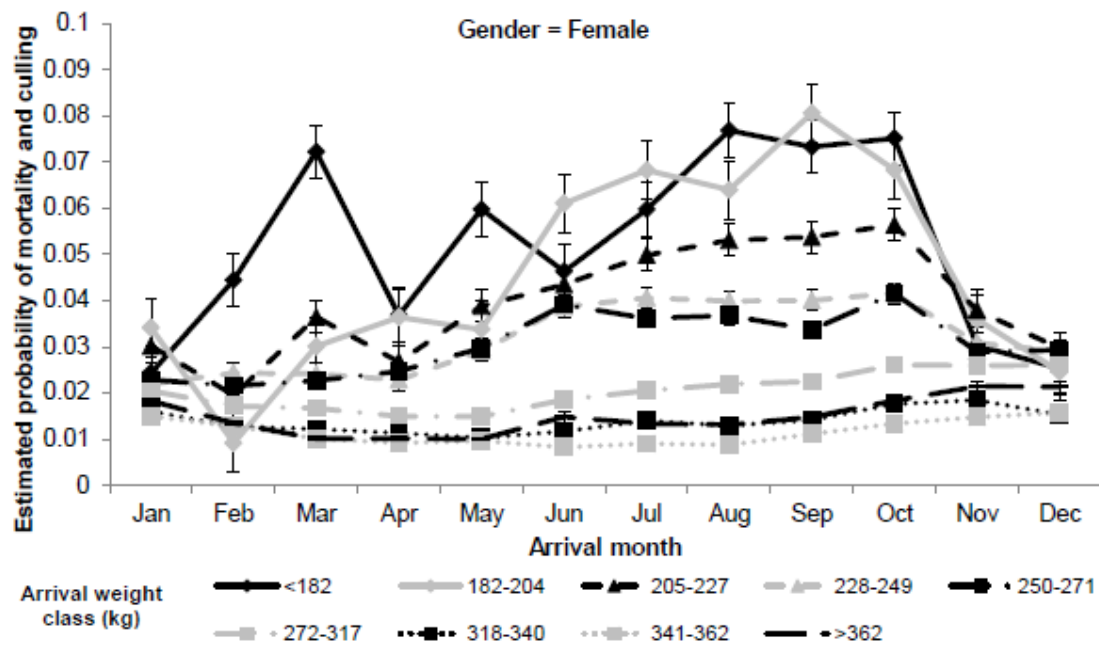 Gender = Female
Estimated probability of mortality and culling
0.1
0.09
0.08
0.07
0.06
0.05
0.04
0.03
0.02
0.01
0
Jan Feb Mar Apr May Jun Jul Aug Sep Oct Nov Dec
Arrival month
Arrival weight class (kg)
<182 182-204 205-227 228-249 250-271
272-317 318-340 341-362 >362